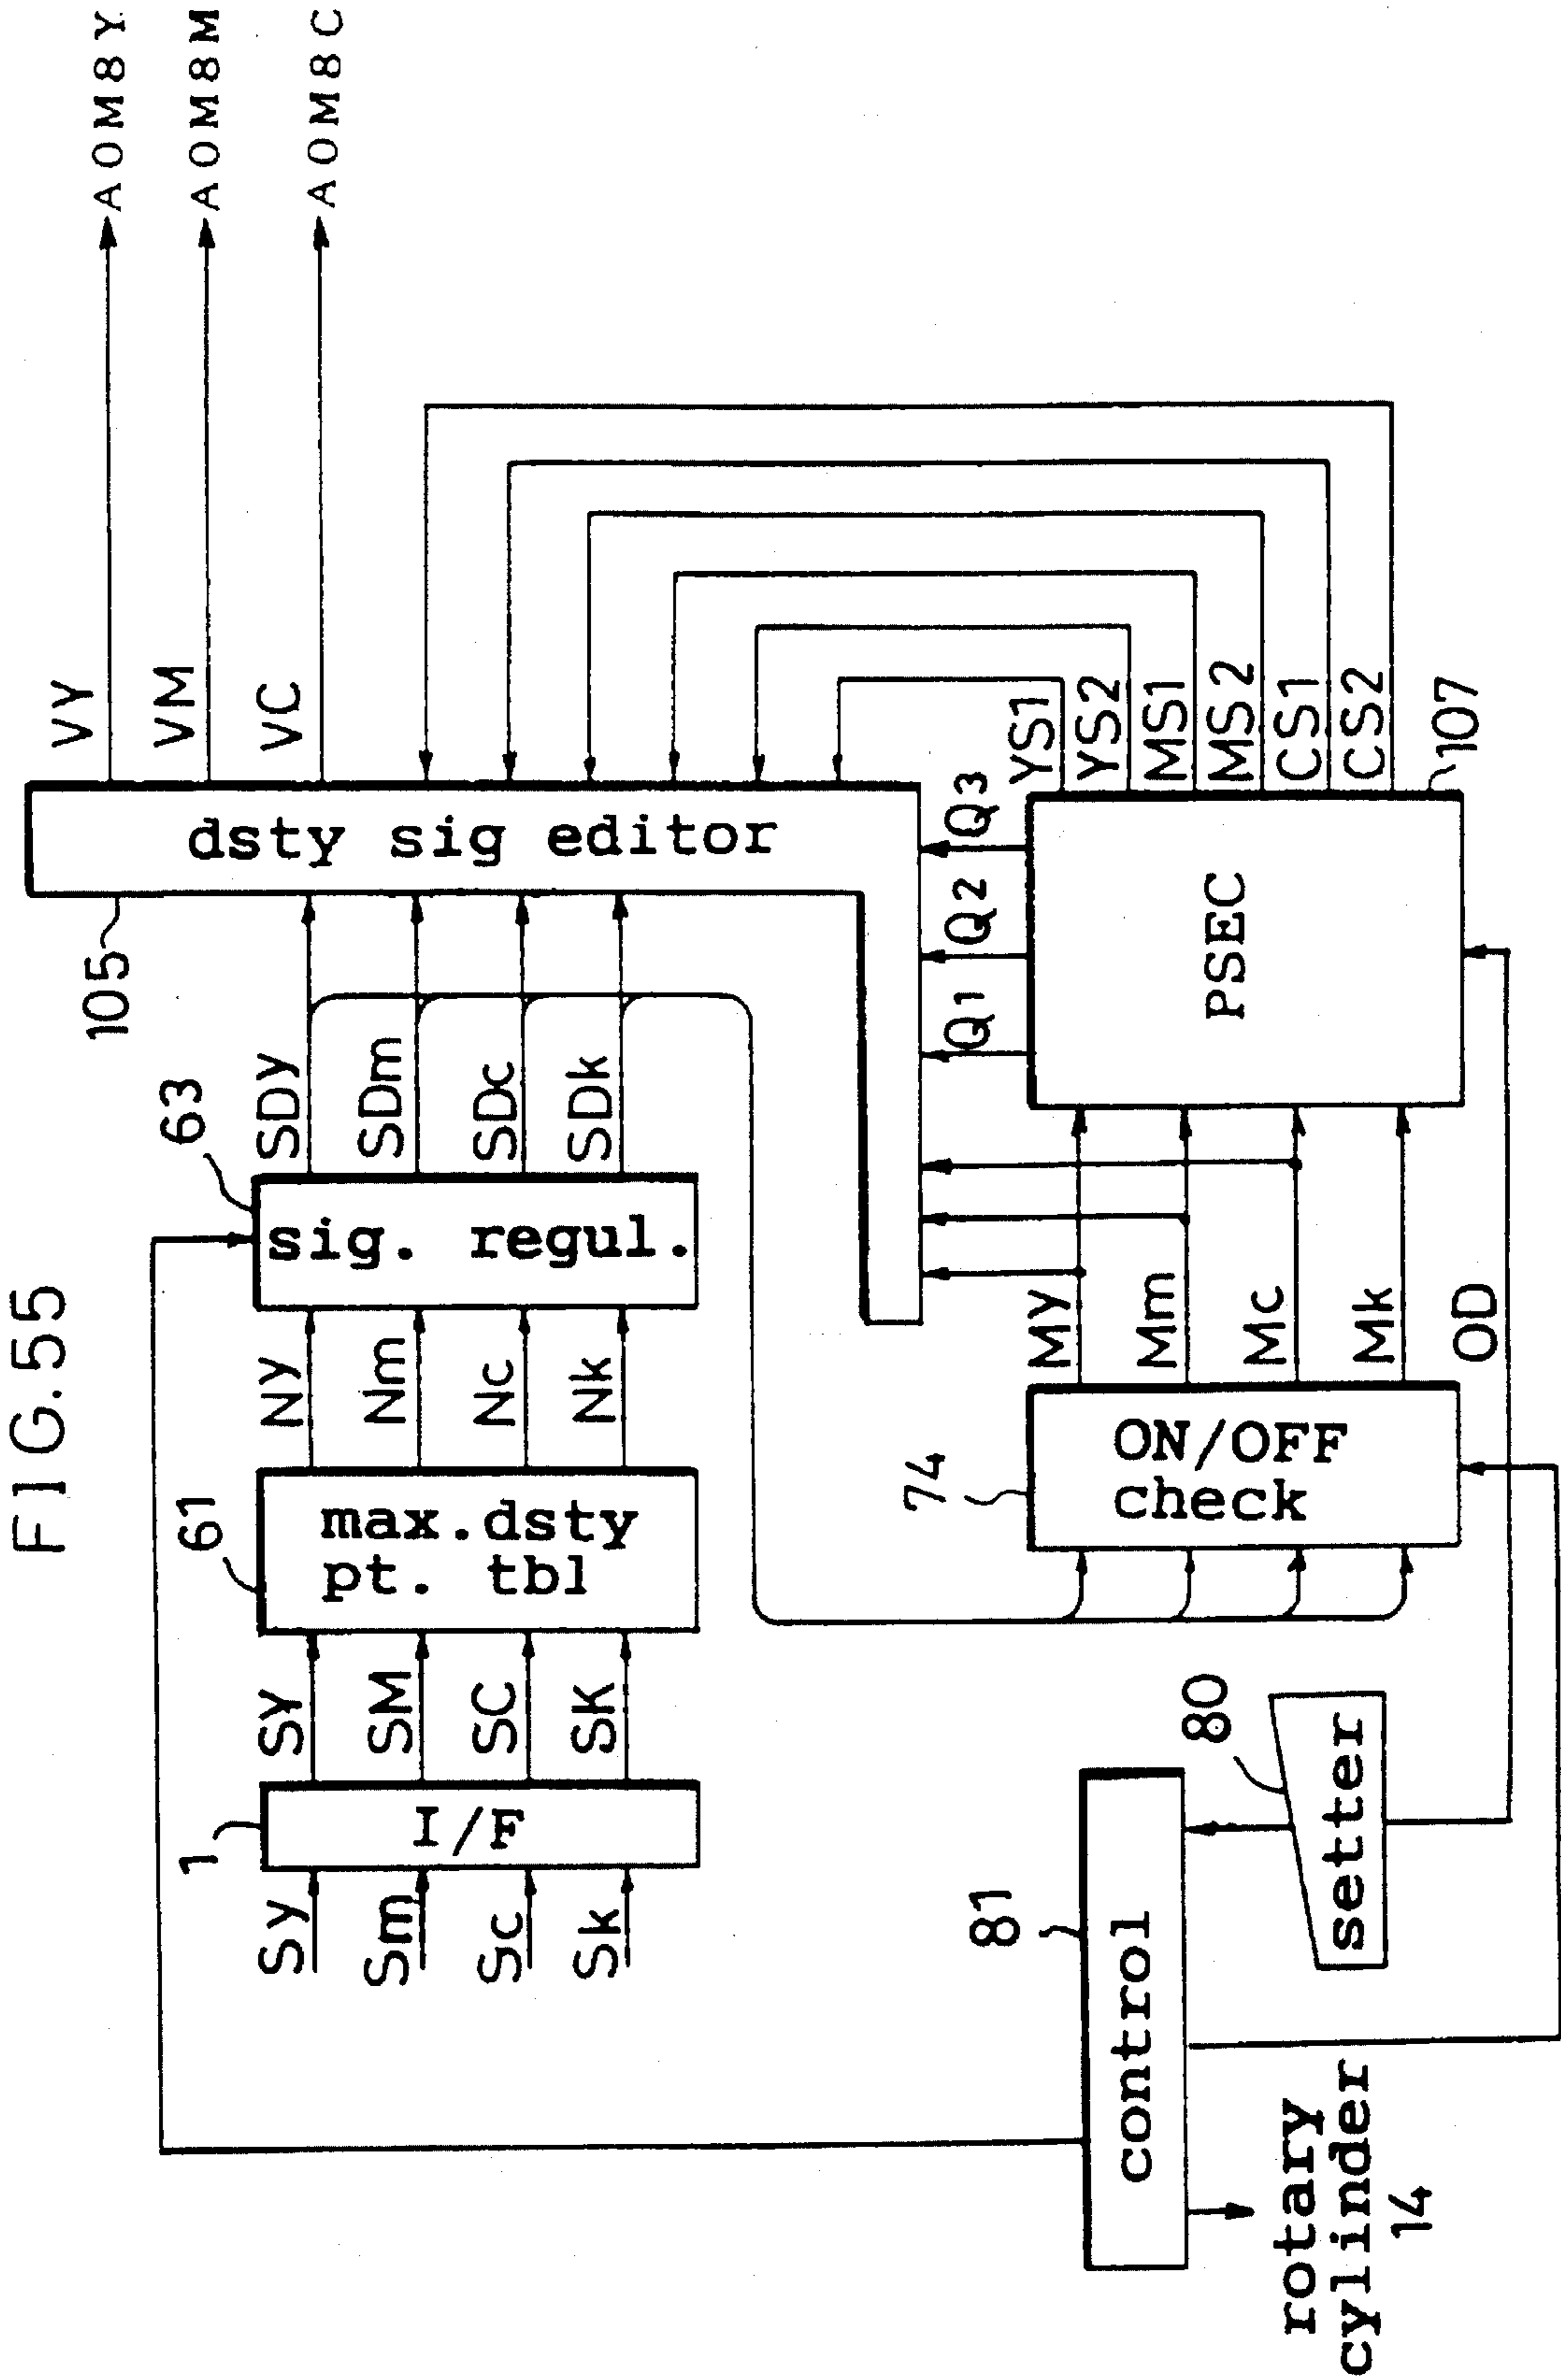 FIG.55
VY
AOM8Y
VM
AOM8M
VC
AOM8C
105
dsty sig editor
1
I/F
61
max.dsty
pt. tbl
63
sig. regul.
Sy
Sm
Sc
Sk
SY
SM
SC
SK
NY
Nm
Nc
Nk
SDy
SDm
SDc
SDk
81
control
80
setter
74
ON/OFF
check
My
Mm
Mc
Mk
OD
Q1
Q2
Q3
PSEC
107
YS1
YS2
MS1
MS2
CS1
CS2
rotary
cylinder
14